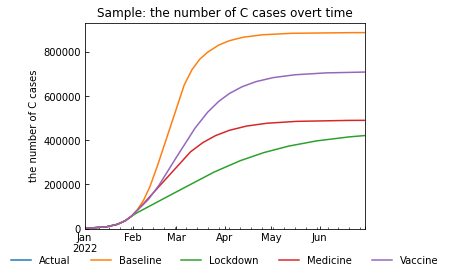 Sample: the number of C cases overt time
the number of C cases
800000
600000
400000
200000
0
Jan Feb Mar Apr May Jun
2022
Actual Baseline Lockdown Medicine Vaccine